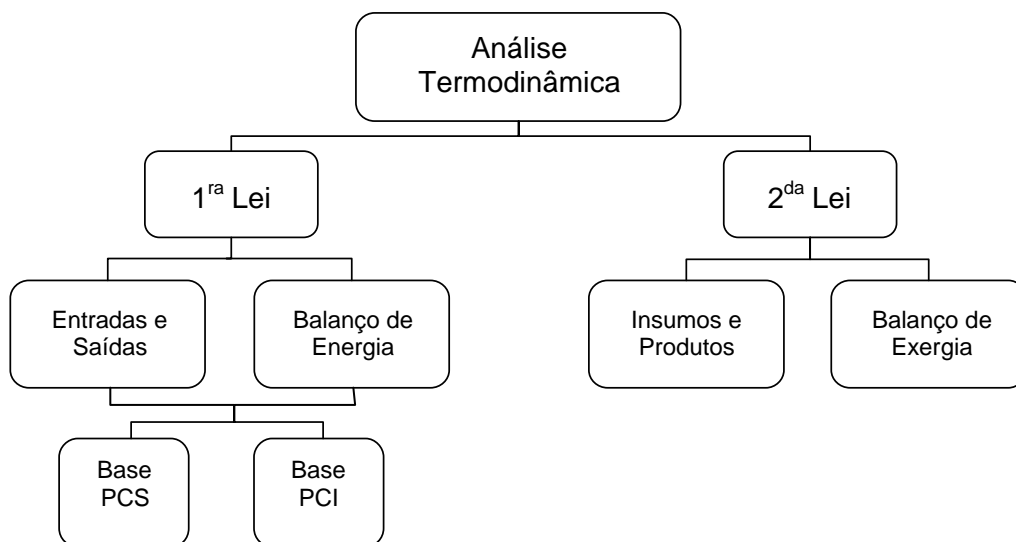 Análise
Termodinâmica
1ra Lei
2da Lei
Entradas e
Saídas
Balanço de
Energia
Insumos e
Produtos
Balanço de
Exergia
Base
PCS
Base
PCI